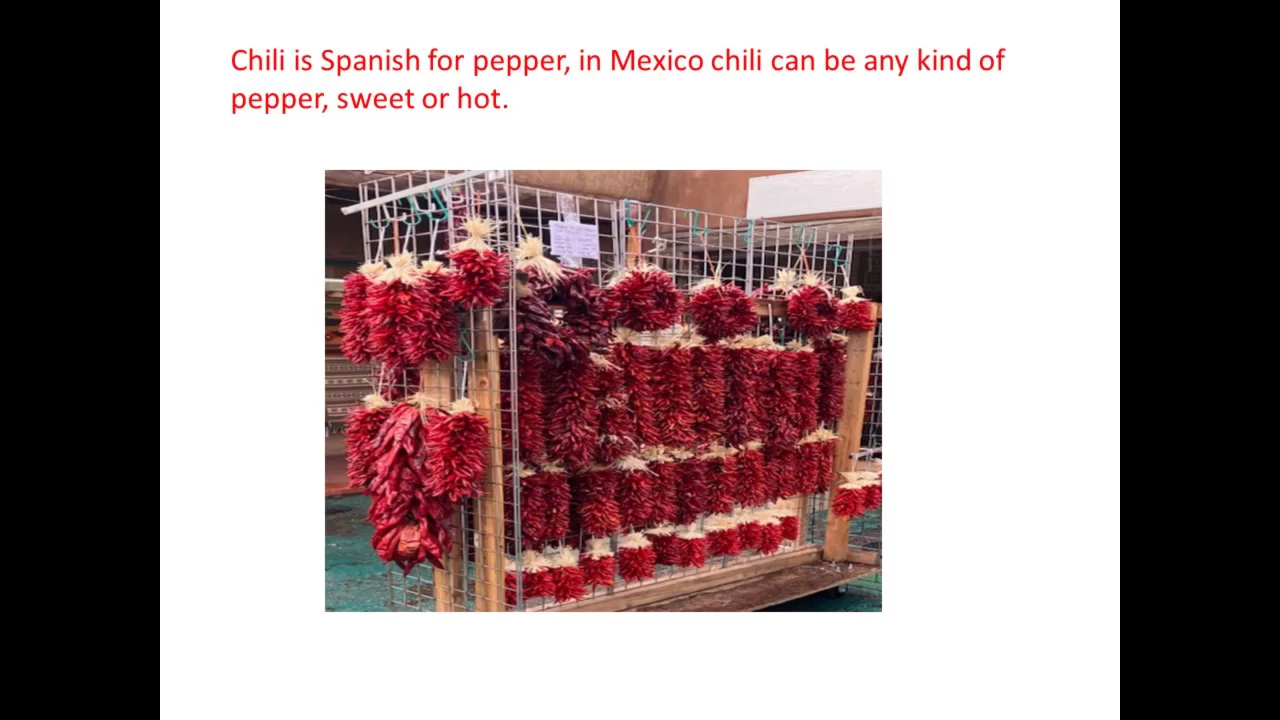 Chili is Spanish for pepper, in Mexico chili can be any kind of
pepper, sweet or hot.